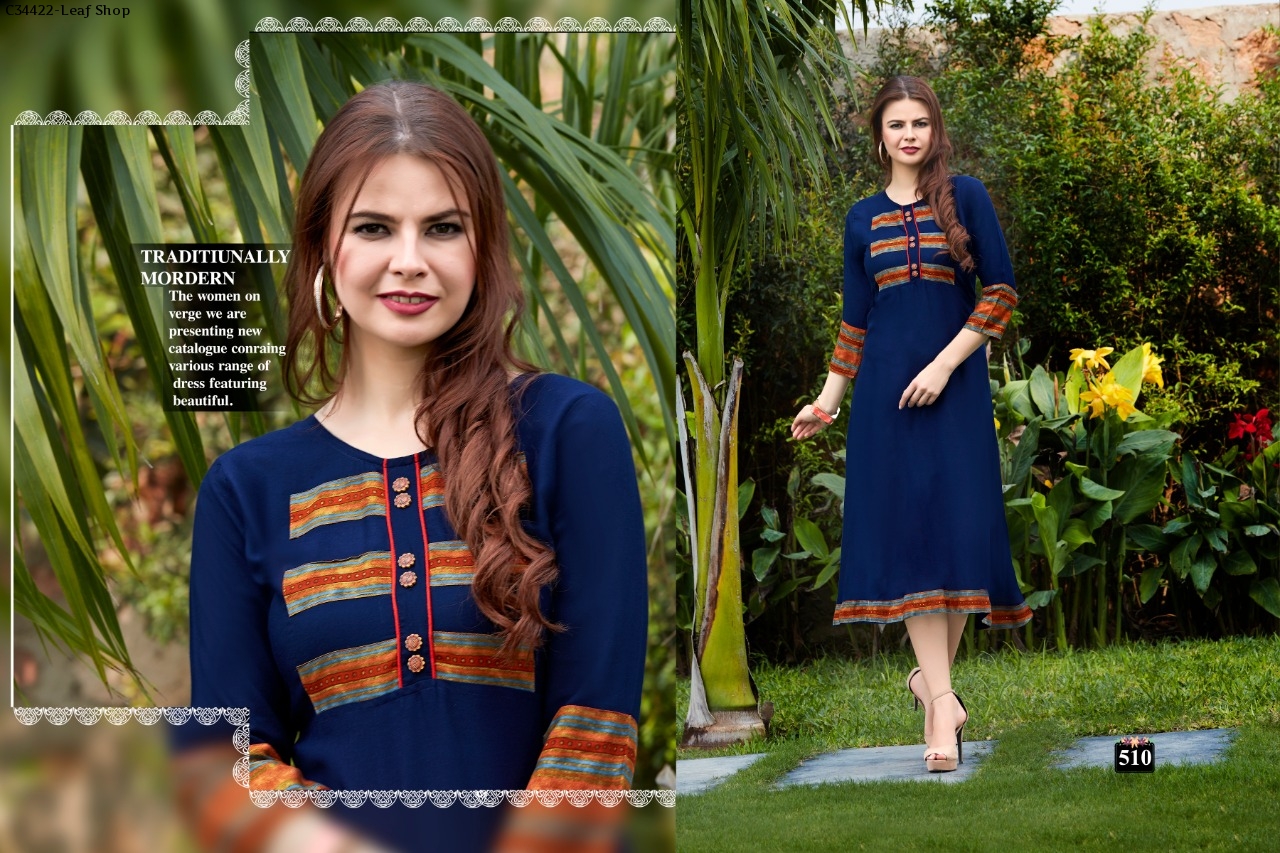 C34422-Leaf Shop
TRADITIUNALLY
MORDERN
The women on
verge we are
presenting new
catalogue conraing
various range of
dress featuring
beautiful.
510